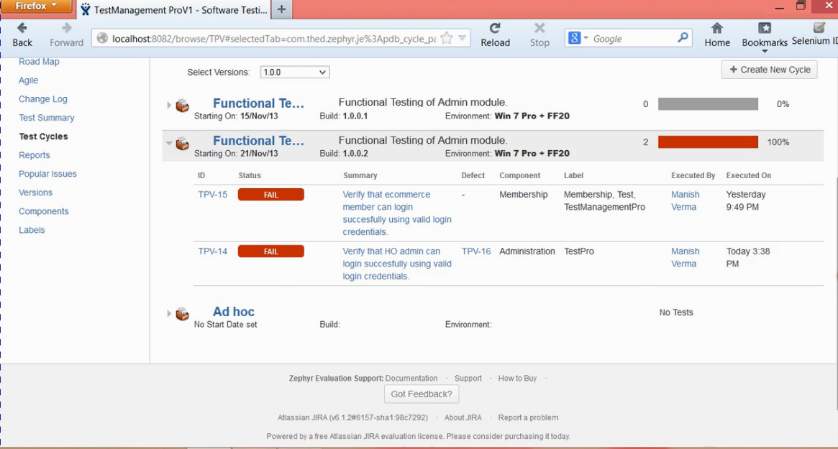 Firefox
TestManagement ProV1 - Software Testi...
Back
Forward
localhost:8082/browse/TPV#selectedTab=com.thed.zephyr.je%3Apdb_cycle_pa
Reload
Stop
Google
Home
Bookmarks
Selenium ID
Road Map
Agile
Change Log
Test Summary
Test Cycles
Reports
Popular Issues
Versions
Components
Labels
Select Versions: 1.0.0
+ Create New Cycle
Functional Te... Functional Testing of Admin module. 0 0%
Starting On: 15/Nov/13 Build: 1.0.0.1 Environment: Win 7 Pro + FF20
Functional Te... Functional Testing of Admin module. 2 100%
Starting On: 21/Nov/13 Build: 1.0.0.2 Environment: Win 7 Pro + FF20
ID Status Summary Defect Component Label Executed By Executed On
TPV-15 FAIL Verify that ecommerce - Membership Membership, Test, Manish Yesterday
member can login TestManagementPro Verma 9:49 PM
succesfully using valid login
credentials.
TPV-14 FAIL Verify that HO admin can TPV-16 Administration TestPro Manish Today 3:38
login succesfully using valid Verma PM
login credentials.
Ad hoc No Tests
No Start Date set Build: Environment:
Zephyr Evaluation Support: Documentation · Support · How to Buy ·
Got Feedback?
Atlassian JIRA (v6.1.2#6157-sha1:98c7292) · About JIRA · Report a problem
Powered by a free Atlassian JIRA evaluation license. Please consider purchasing it today.